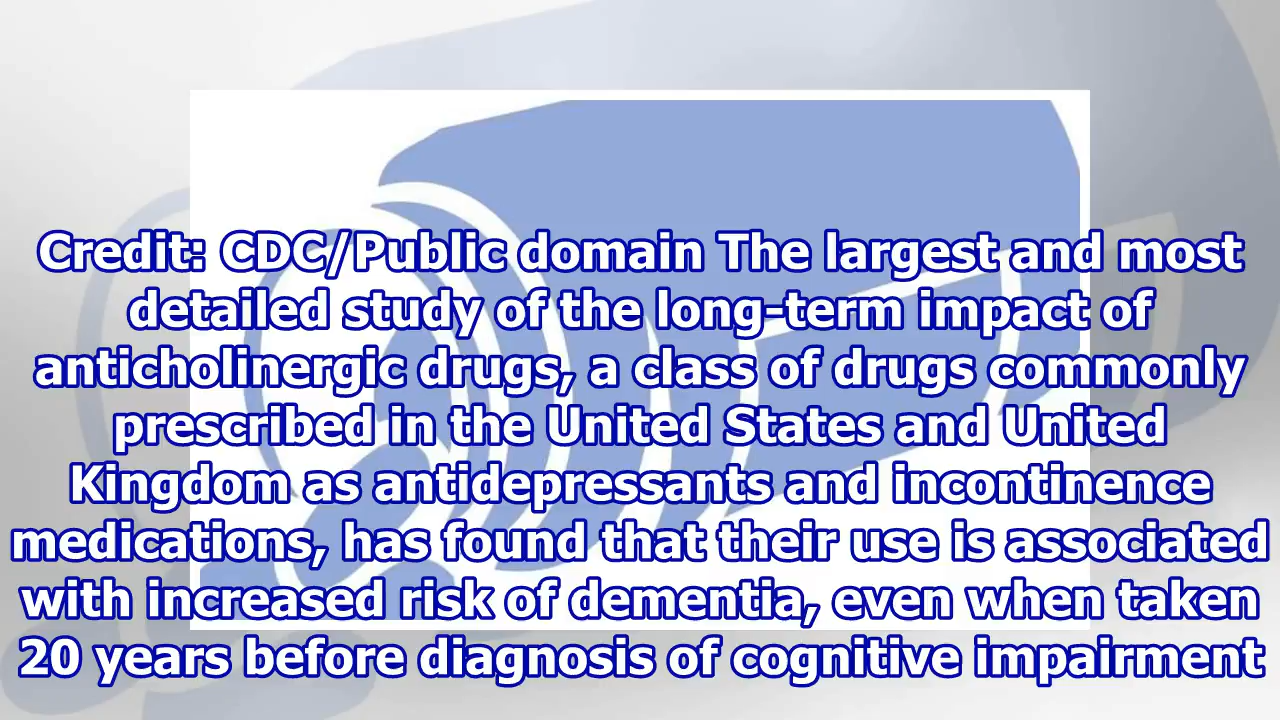 Credit: CDC/Public domain The largest and most
detailed study of the long-term impact of
anticholinergic drugs, a class of drugs commonly
prescribed in the United States and United
Kingdom as antidepressants and incontinence
medications, has found that their use is associated
with increased risk of dementia, even when taken
20 years before diagnosis of cognitive impairment